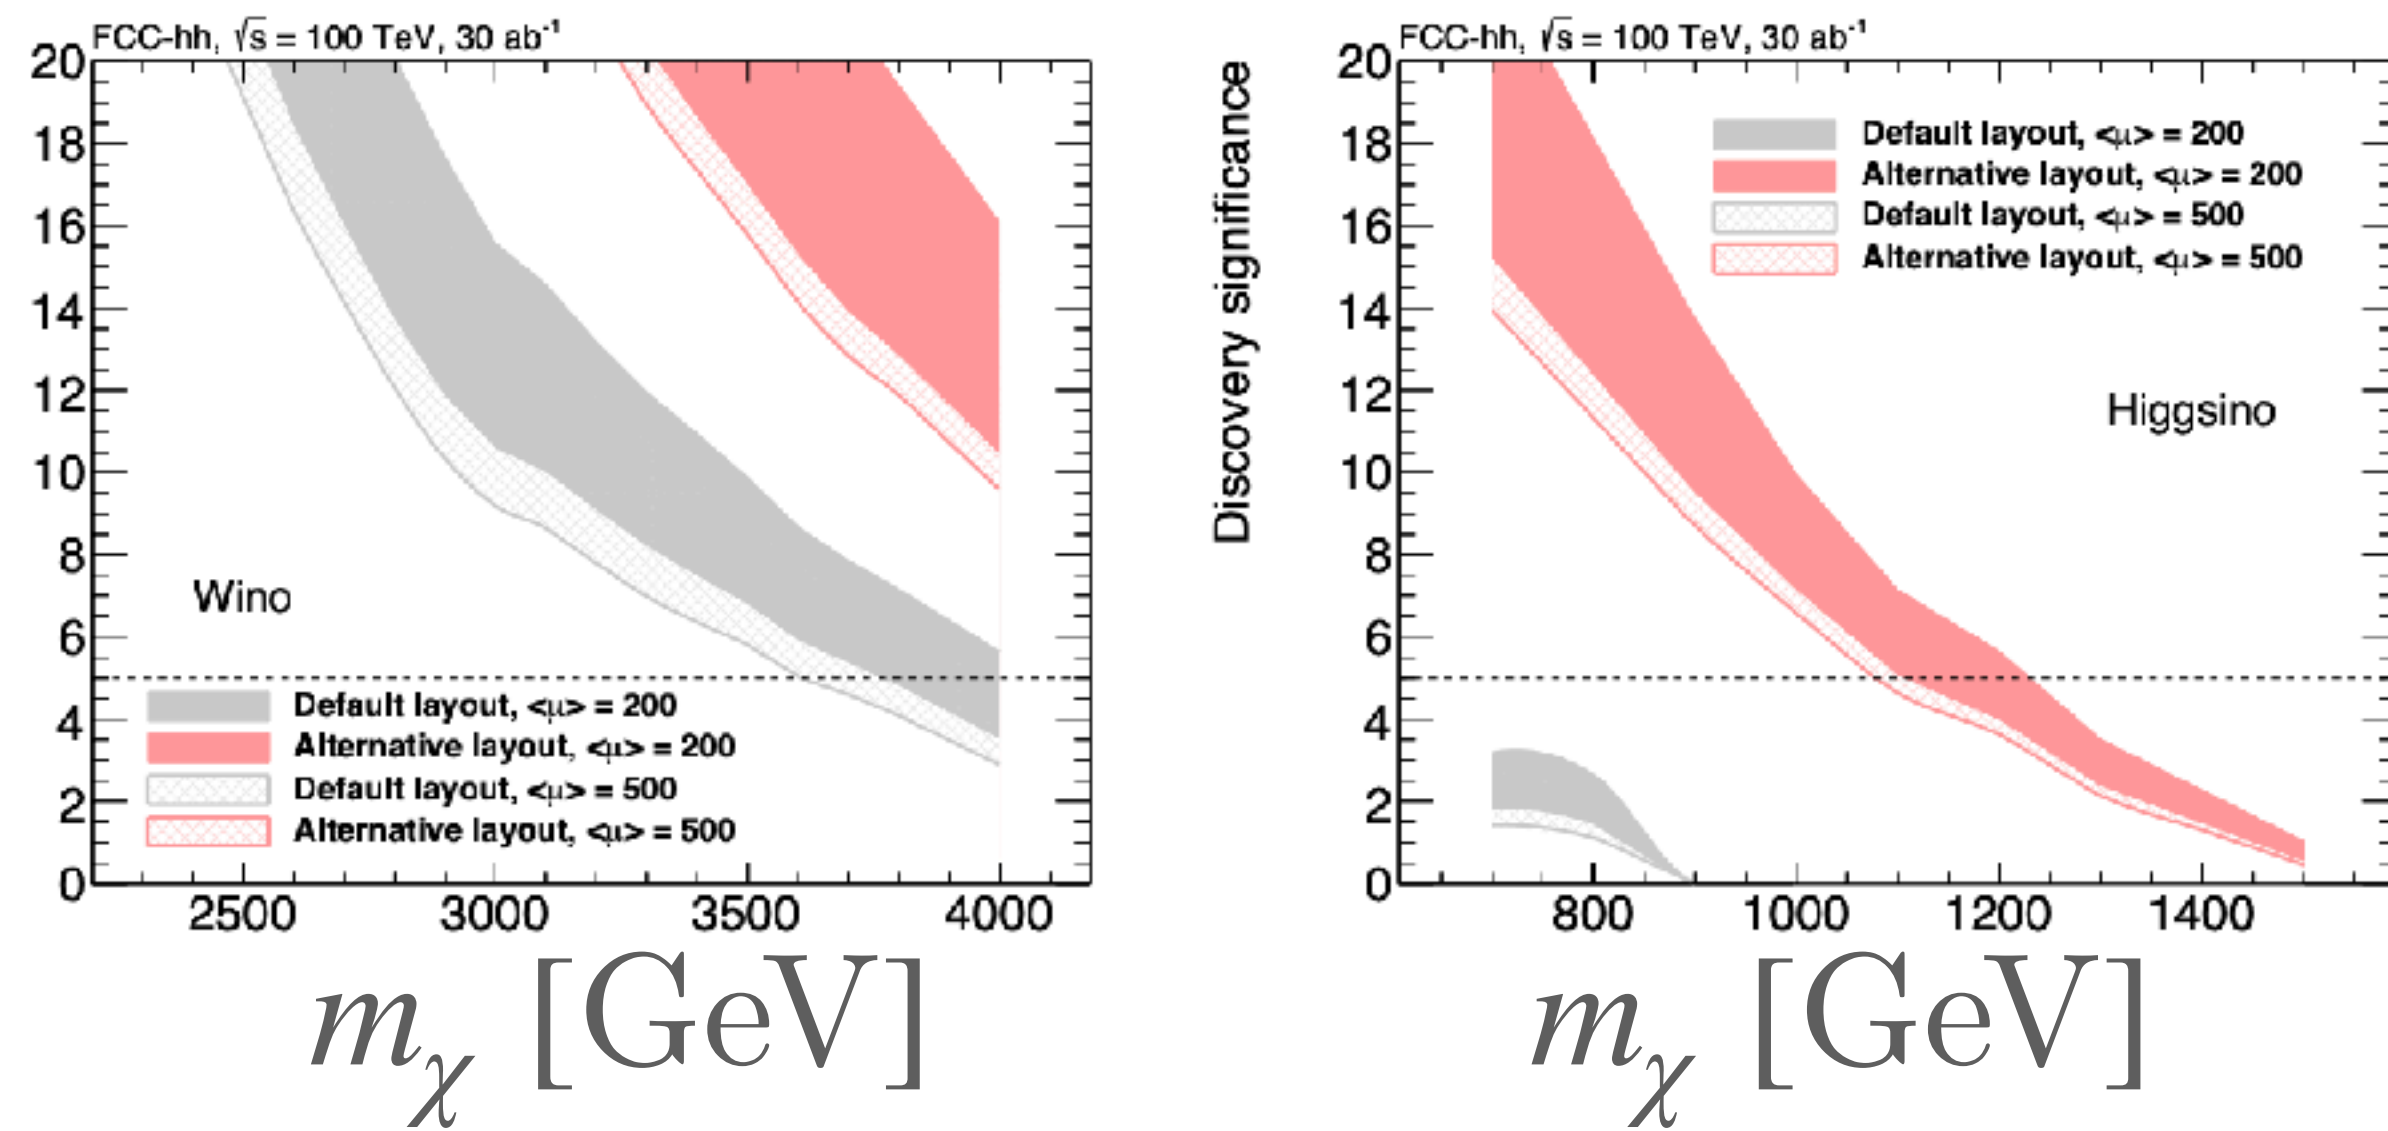 FCC-hh, √s = 100 TeV, 30 ab⁻¹
20
18
16
14
12
10
8
6
4
2
0
Wino
Default layout, <μ> = 200
Alternative layout, <μ> = 200
Default layout, <μ> = 500
Alternative layout, <μ> = 500
2500 3000 3500 4000
mχ [GeV]
FCC-hh, √s = 100 TeV, 30 ab⁻¹
Discovery significance
20
18
16
14
12
10
8
6
4
2
0
Default layout, <μ> = 200
Alternative layout, <μ> = 200
Default layout, <μ> = 500
Alternative layout, <μ> = 500
Higgsino
800 1000 1200 1400
mχ [GeV]